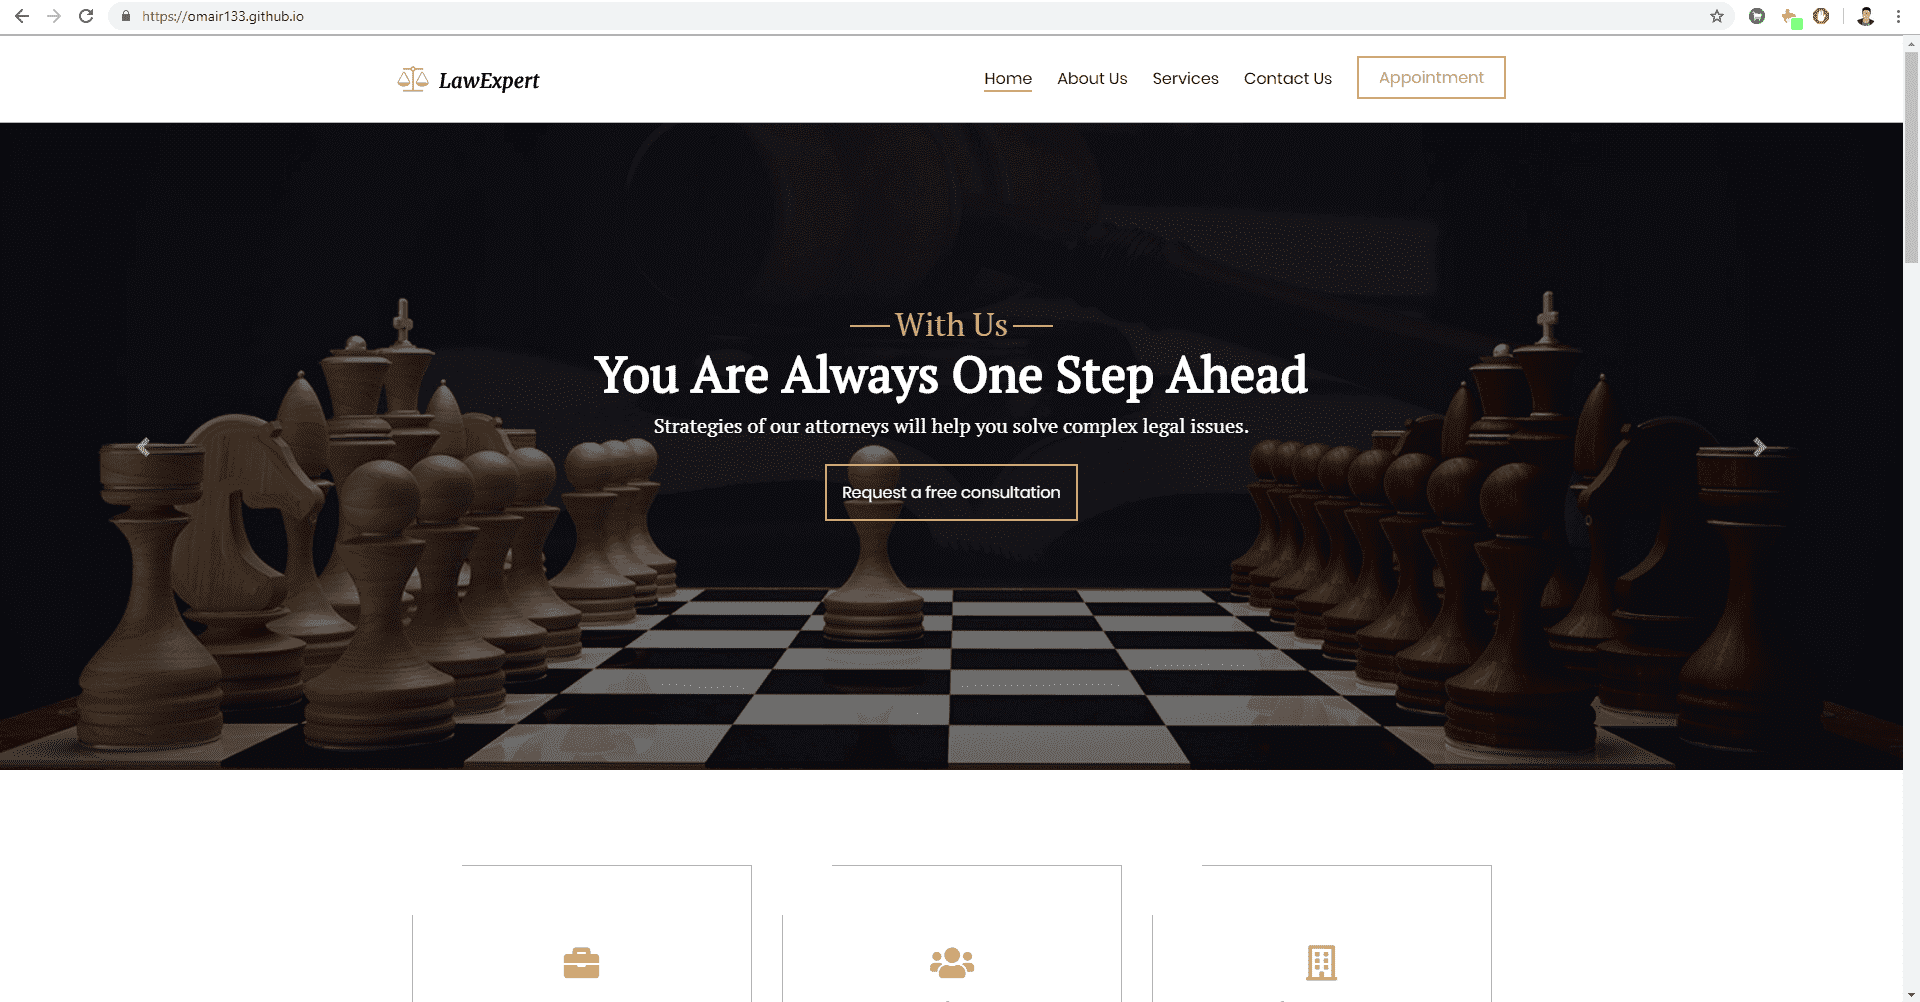 https://omair133.github.io
LawExpert
Home About Us Services Contact Us Appointment
With Us
You Are Always One Step Ahead
Strategies of our attorneys will help you solve complex legal issues.
Request a free consultation